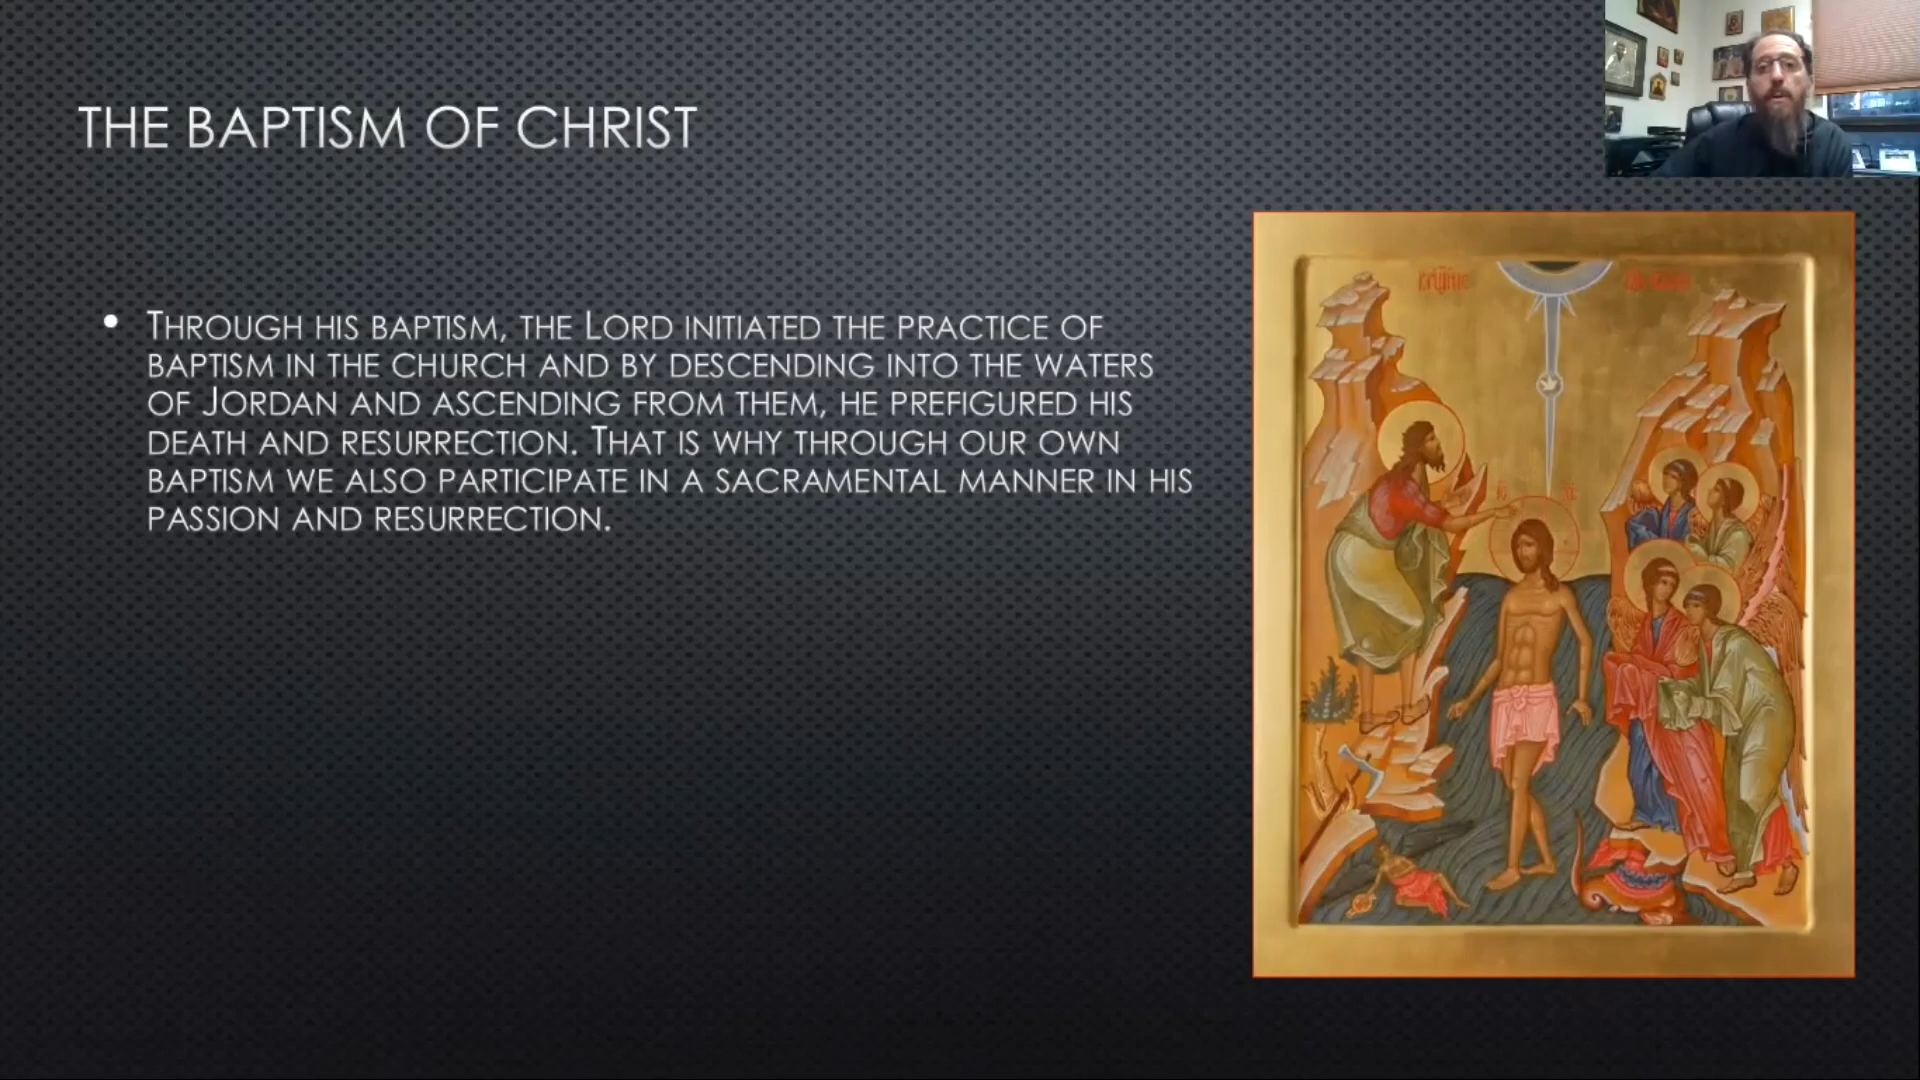 THE BAPTISM OF CHRIST
• THROUGH HIS BAPTISM, THE LORD INITIATED THE PRACTICE OF
BAPTISM IN THE CHURCH AND BY DESCENDING INTO THE WATERS
OF JORDAN AND ASCENDING FROM THEM, HE PREFIGURED HIS
DEATH AND RESURRECTION. THAT IS WHY THROUGH OUR OWN
BAPTISM WE ALSO PARTICIPATE IN A SACRAMENTAL MANNER IN HIS
PASSION AND RESURRECTION.